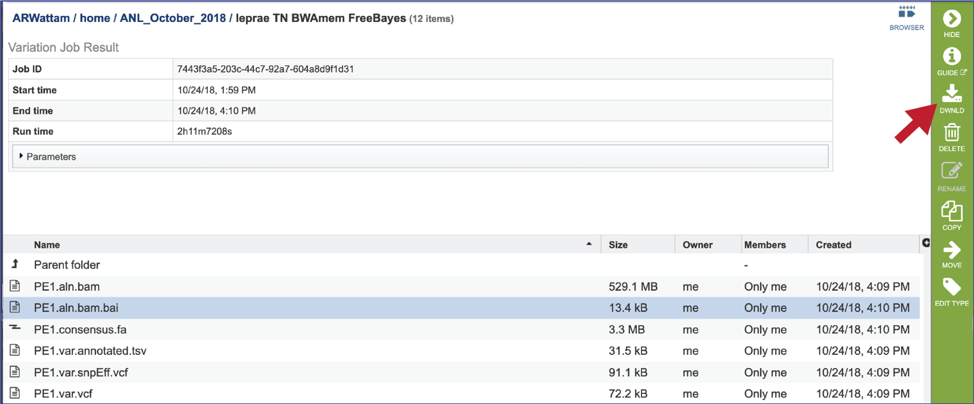 ARWattam / home / ANL_October_2018 / leprae TN BWAmem FreeBayes (12 items)
BROWSER
HIDE
Variation Job Result
GUIDE
Job ID 7443f3a5-203c-44c7-92a7-604a8d9f1d31
Start time 10/24/18, 1:59 PM
DWNLD
End time 10/24/18, 4:10 PM
Run time 2h11m7208s
DELETE
Parameters
RENAME
COPY
Name Size Owner Members Created
Parent folder -
MOVE
PE1.aln.bam 529.1 MB me Only me 10/24/18, 4:09 PM
EDIT TYPE
PE1.aln.bam.bai 13.4 kB me Only me 10/24/18, 4:10 PM
PE1.consensus.fa 3.3 MB me Only me 10/24/18, 4:10 PM
PE1.var.annotated.tsv 31.5 kB me Only me 10/24/18, 4:09 PM
PE1.var.snpEff.vcf 91.1 kB me Only me 10/24/18, 4:09 PM
PE1.var.vcf 72.2 kB me Only me 10/24/18, 4:09 PM